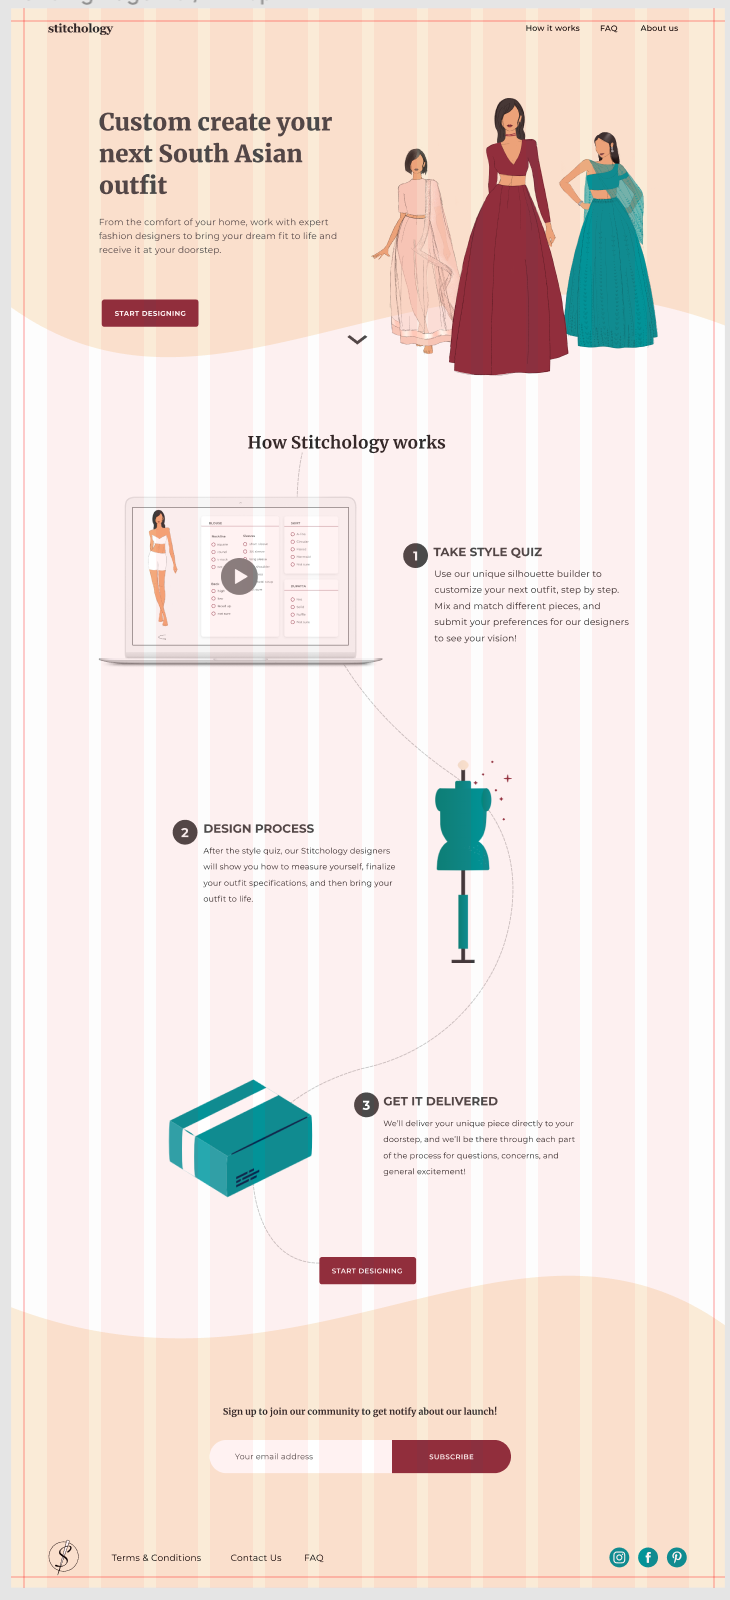 stitchology
How it works FAQ About us
Custom create your
next South Asian
outfit
From the comfort of your home, work with expert
fashion designers to bring your dream fit to life and
receive it at your doorstep.
START DESIGNING
How Stitchology works
BLOUSE
SKIRT
Neckline
Sleeves
Back
1 TAKE STYLE QUIZ
Use our unique silhouette builder to
customize your next outfit, step by step.
Mix and match different pieces, and
submit your preferences for our designers
to see your vision!
2 DESIGN PROCESS
After the style quiz, our Stitchology designers
will show you how to measure yourself, finalize
your outfit specifications, and then bring your
outfit to life.
3 GET IT DELIVERED
We'll deliver your unique piece directly to your
doorstep, and we'll be there through each part
of the process for questions, concerns, and
general excitement!
START DESIGNING
Sign up to join our community to get notify about our launch!
Your email address SUBSCRIBE
Terms & Conditions Contact Us FAQ